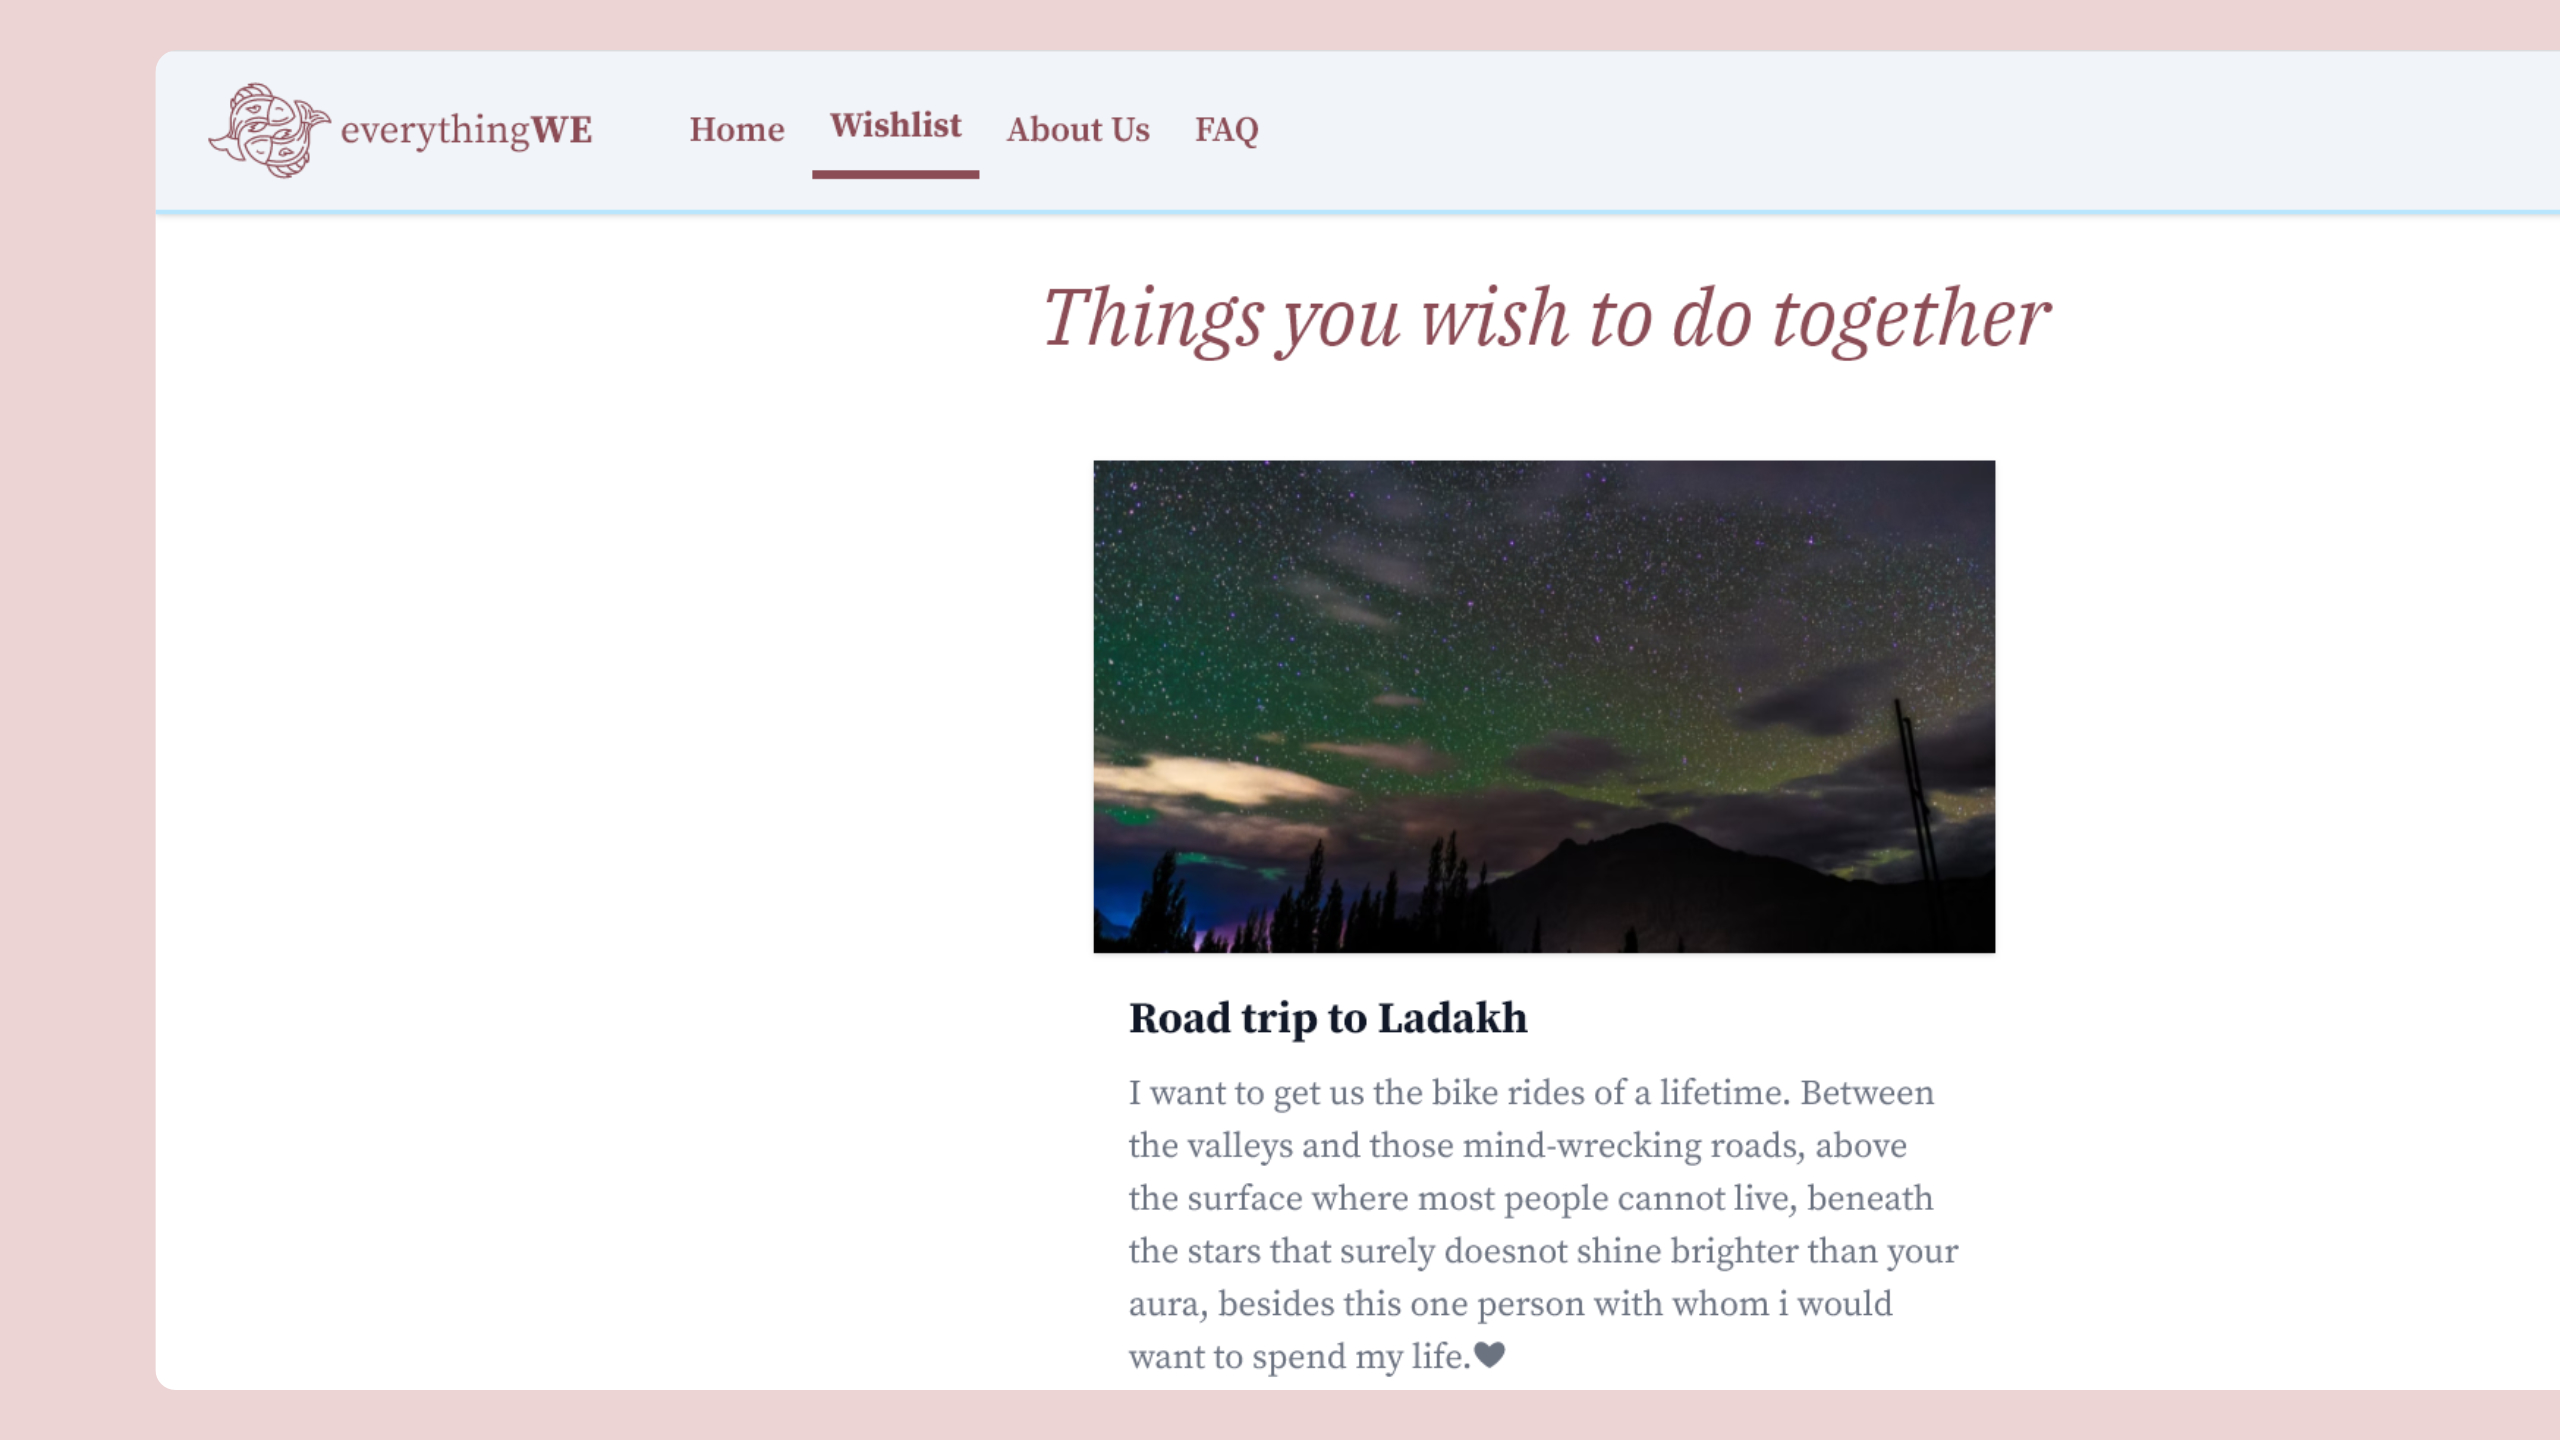 everythingWE
Home
Wishlist
About Us
FAQ
Things you wish to do together
Road trip to Ladakh
I want to get us the bike rides of a lifetime. Between
the valleys and those mind-wrecking roads, above
the surface where most people cannot live, beneath
the stars that surely doesnot shine brighter than your
aura, besides this one person with whom i would
want to spend my life.🖤